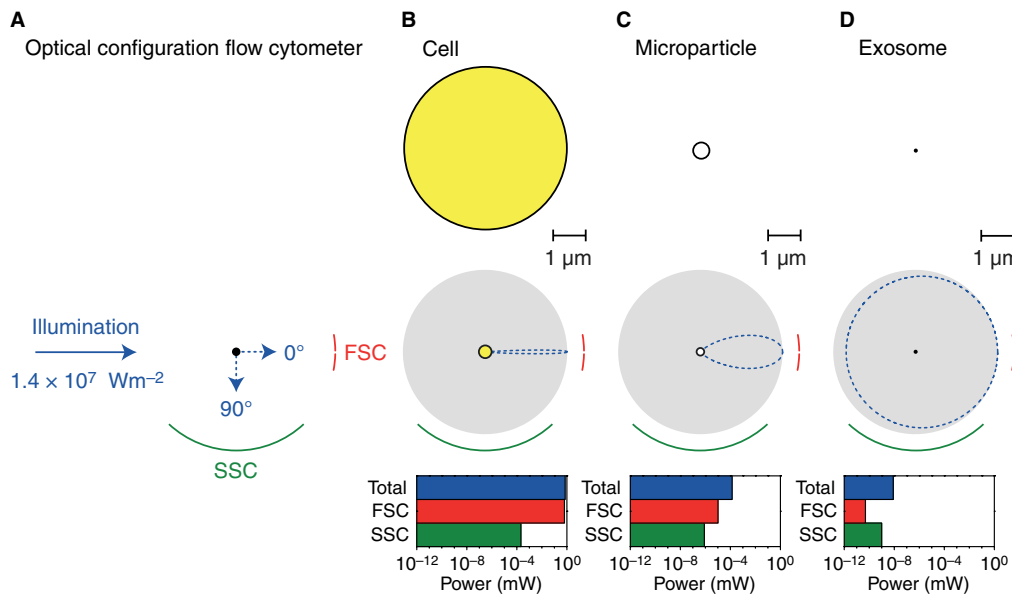 A
Optical configuration flow cytometer
B
Cell
C
Microparticle
D
Exosome
1 μm
1 μm
1 μm
Illumination
1.4 × 10⁷ Wm⁻²
0°
90°
FSC
SSC
Total
FSC
SSC
10⁻¹² 10⁻⁸ 10⁻⁴ 10⁰
Power (mW)
Total
FSC
SSC
10⁻¹² 10⁻⁸ 10⁻⁴ 10⁰
Power (mW)
Total
FSC
SSC
10⁻¹² 10⁻⁸ 10⁻⁴ 10⁰
Power (mW)